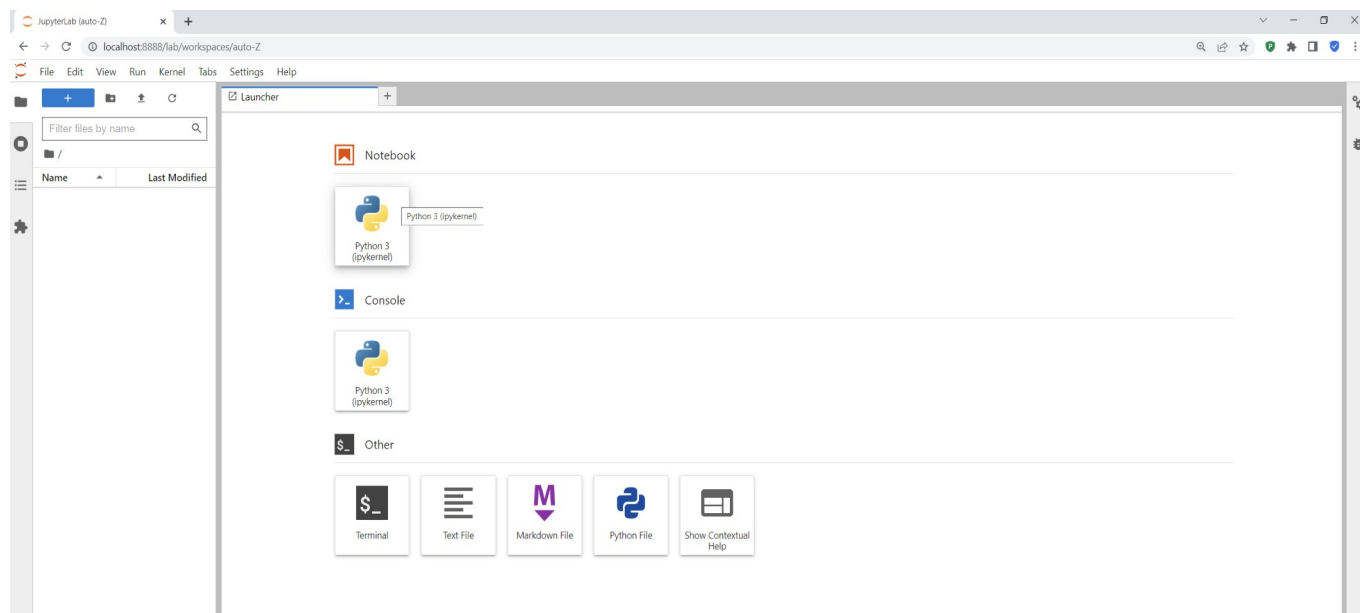 JupyterLab (auto-Z)
localhost:8888/lab/workspaces/auto-Z
File Edit View Run Kernel Tabs Settings Help
Launcher
Filter files by name
/
Name Last Modified
Notebook
Python 3 (ipykernel)
Python 3
(ipykernel)
Console
Python 3
(ipykernel)
$_ Other
$_
M
Terminal Text File Markdown File Python File Show Contextual
Help